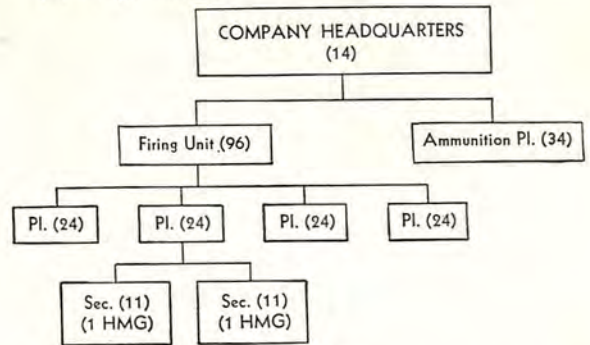 COMPANY HEADQUARTERS
(14)
Firing Unit (96)
Ammunition Pl. (34)
Pl. (24)
Pl. (24)
Pl. (24)
Pl. (24)
Sec. (11)
(1 HMG)
Sec. (11)
(1 HMG)